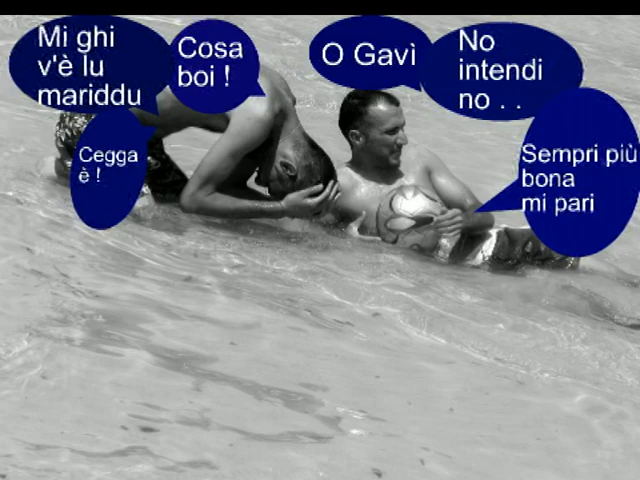 Mi ghi
v'è lu
mariddu
Cosa
boi !
O Gavì
No
intendi
no . .
Cegga
è !
Sempri più
bona
mi pari